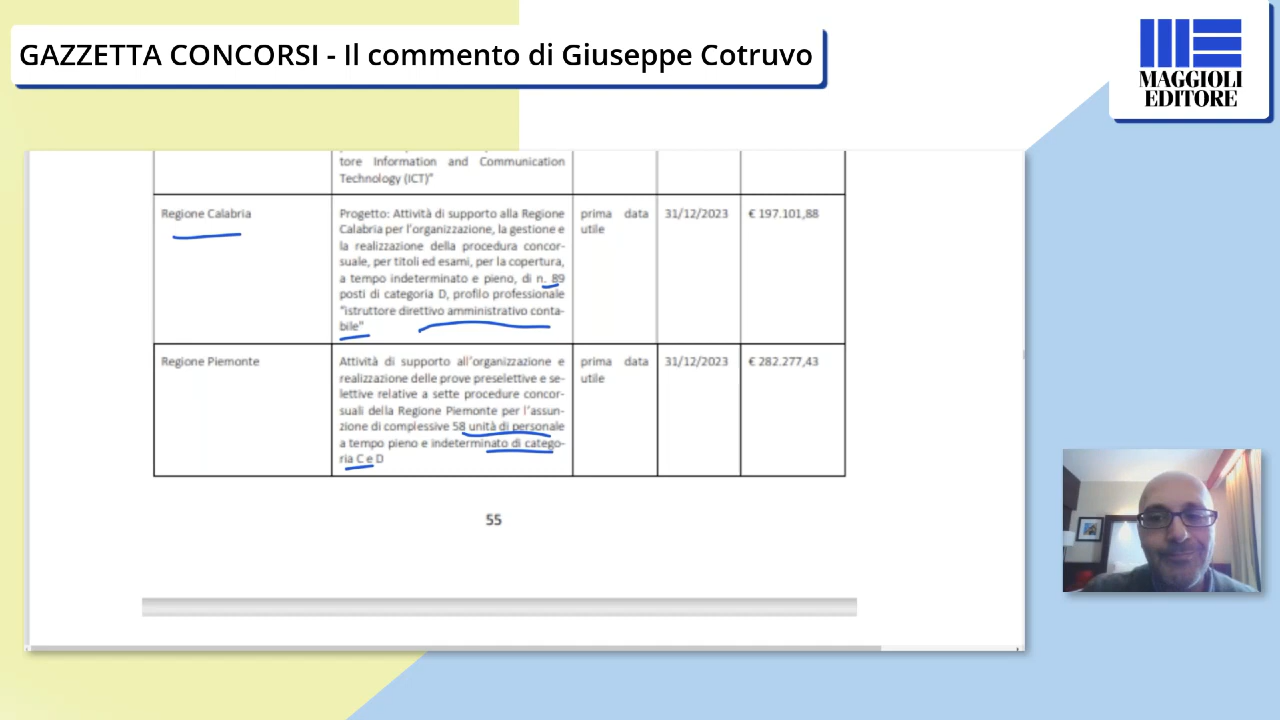 GAZZETTA CONCORSI - Il commento di Giuseppe Cotruvo
MAGGIOLI
EDITORE
tore Information and Communication
Technology (ICT)"
Regione Calabria
Progetto: Attività di supporto alla Regione
Calabria per l'organizzazione, la gestione e
la realizzazione della procedura concor-
suale, per titoli ed esami, per la copertura,
a tempo indeterminato e pieno, di n. 89
posti di categoria D, profilo professionale
"istruttore direttivo amministrativo conta-
bile"
prima data
utile
31/12/2023
€ 197.101,88
Regione Piemonte
Attività di supporto all'organizzazione e
realizzazione delle prove preselettive e se-
lettive relative a sette procedure concor-
suali della Regione Piemonte per l'assun-
zione di complessive 58 unità di personale
a tempo pieno e indeterminato di catego-
ria C e D
prima data
utile
31/12/2023
€ 282.277,43
55